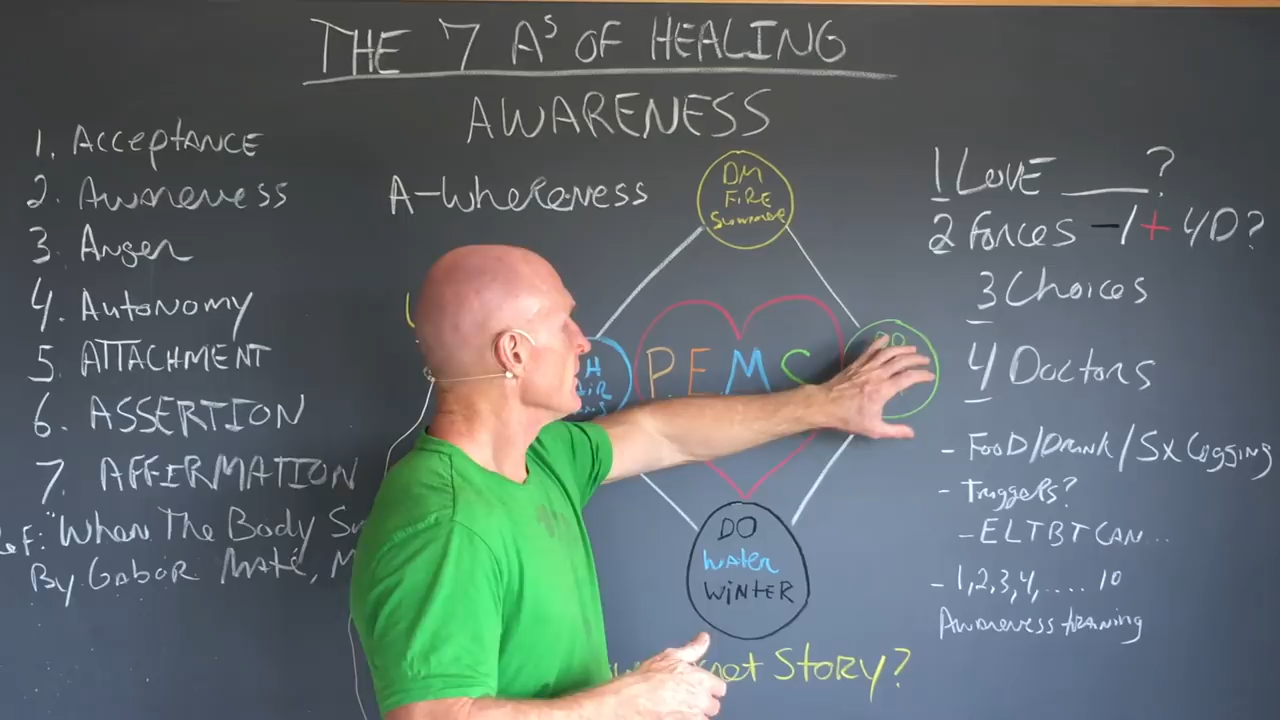 THE 7 A's OF HEALING
AWARENESS
1. Acceptance
2. Awareness
3. Anger
4. Autonomy
5. ATTACHMENT
6. ASSERTION
7. AFFIRMATION
"When The Body
By Gabor Maté, M
A-whereness
DM
FIRE
Summer
P.E.M.S
DO
WATER
WINTER
not Story?
1 LOVE ___?
2 Forces -/+ 4D?
3 Choices
4 Doctors
- FOOD/Drink/Sx Logging
- Triggers?
- ELTBT CAN...
- 1,2,3,4,.... 10
Awareness training